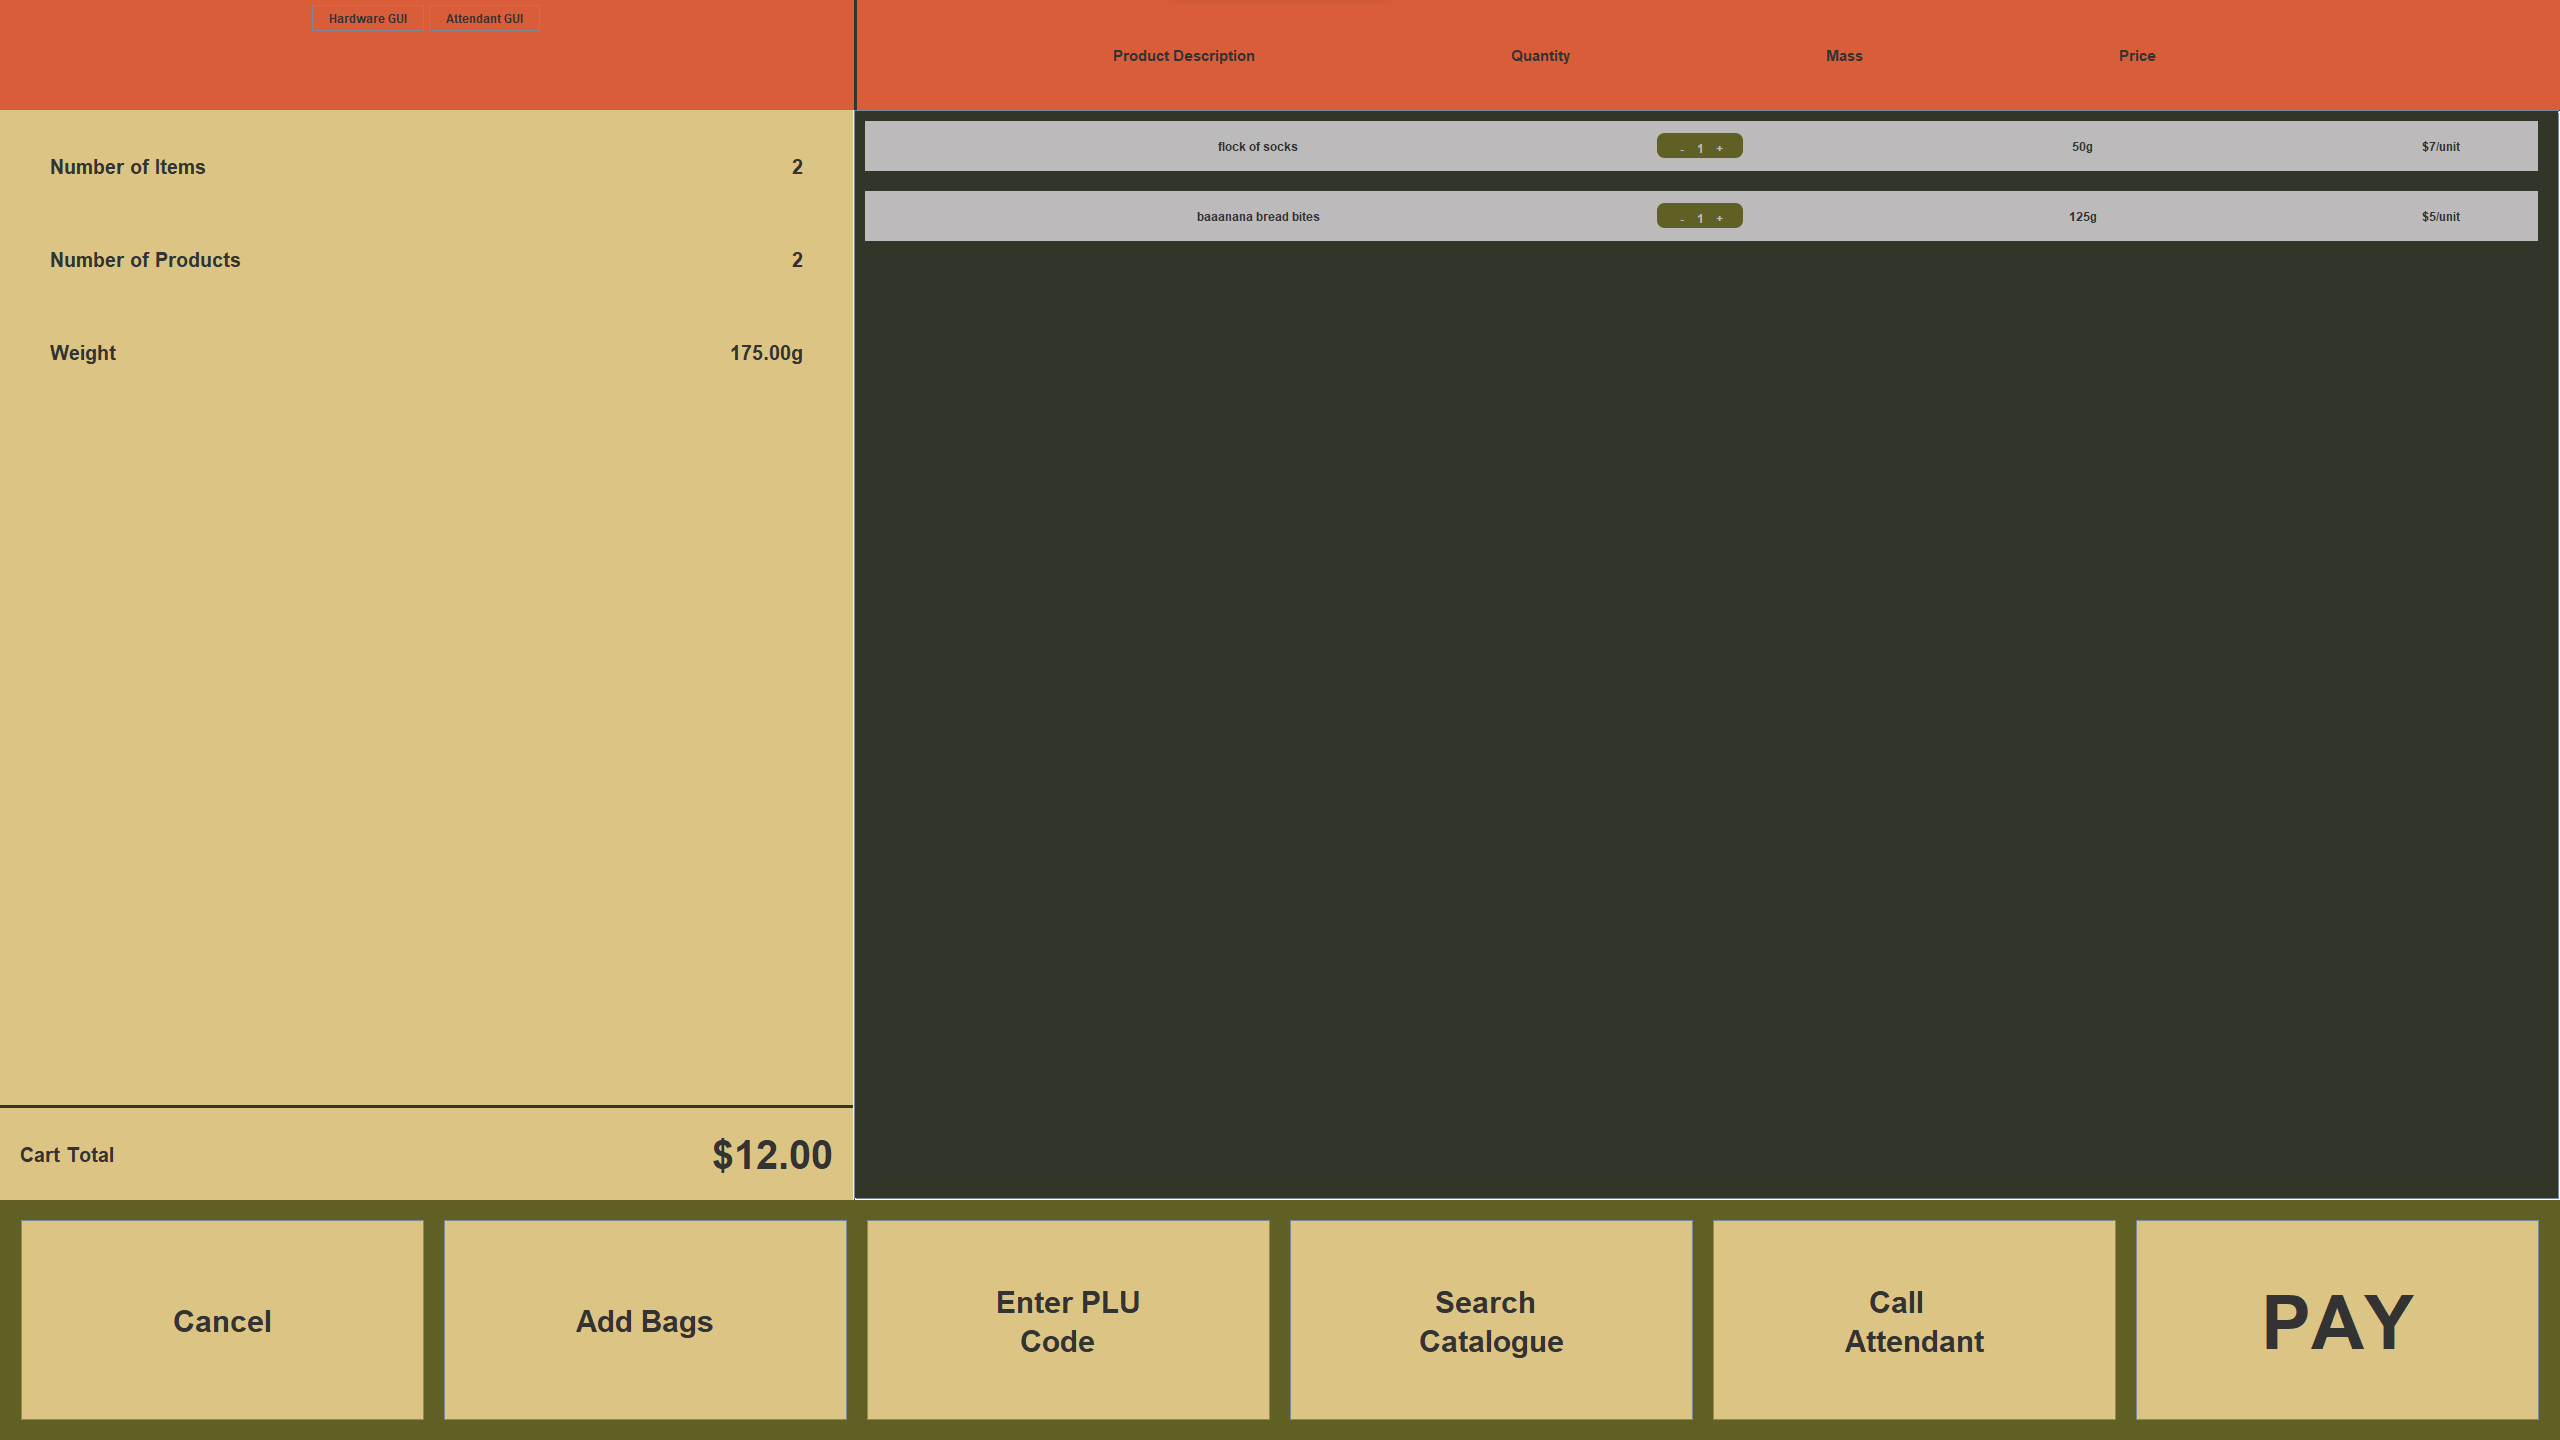 Hardware GUI Attendant GUI
Product Description Quantity Mass Price
Number of Items 2
Number of Products 2
Weight 175.00g
flock of socks - 1 + 50g $7/unit
baaanana bread bites - 1 + 125g $5/unit
Cart Total $12.00
Cancel
Add Bags
Enter PLU
Code
Search
Catalogue
Call
Attendant
PAY